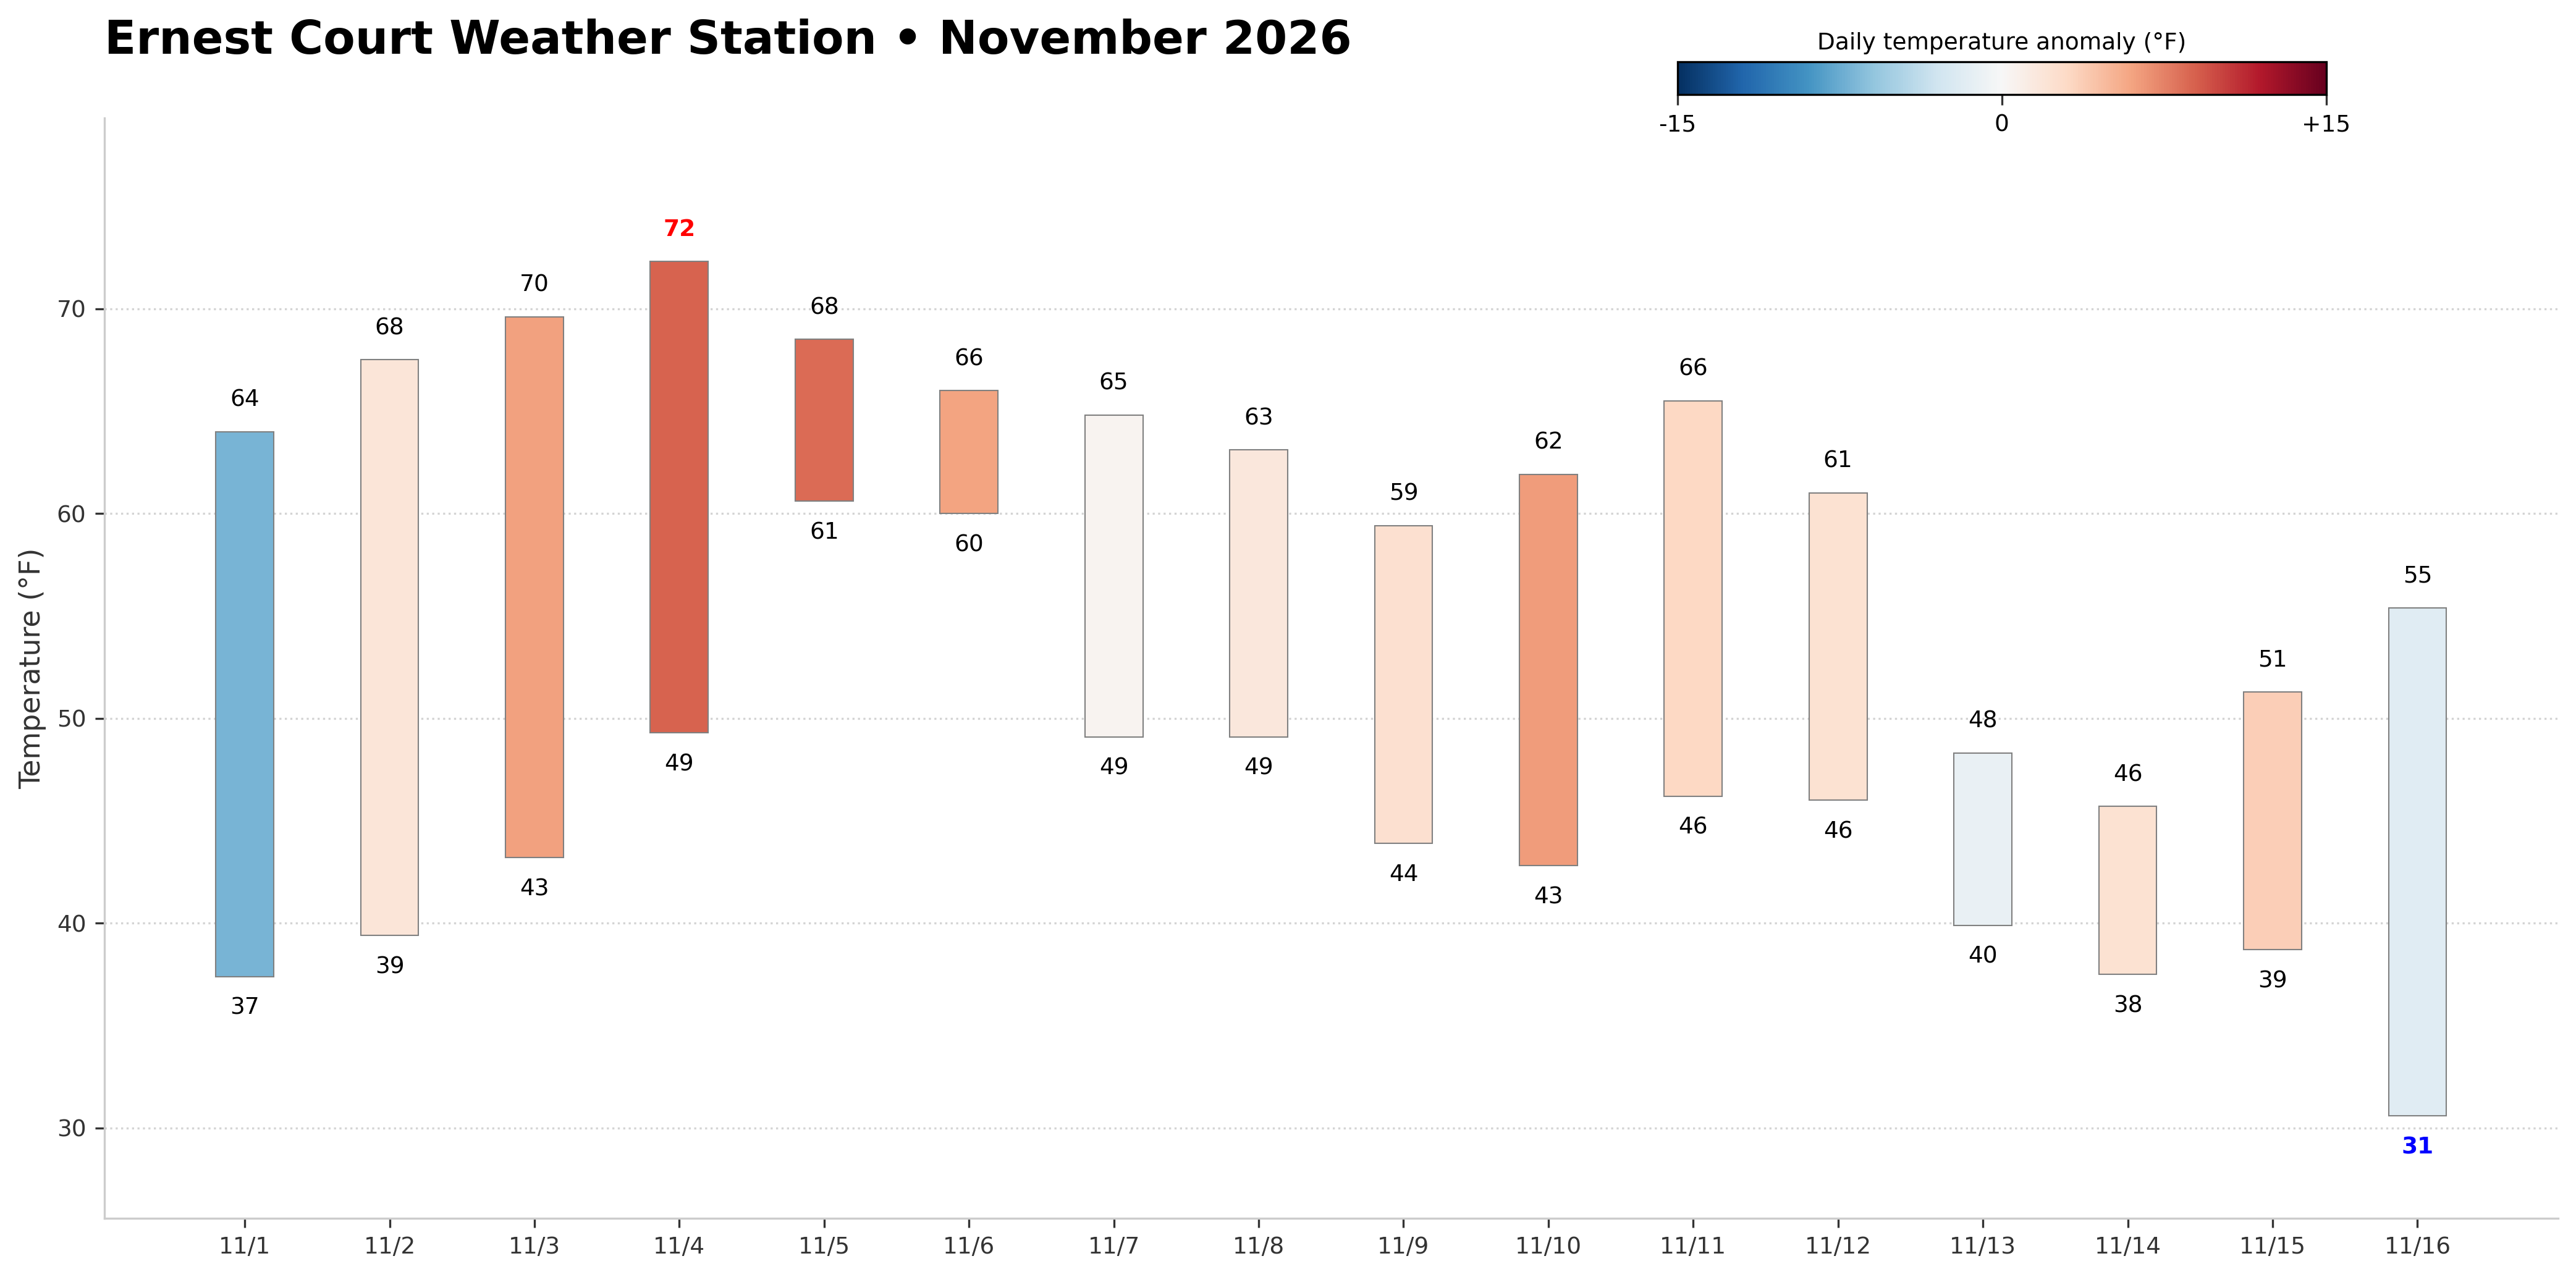 Ernest Court Weather Station • November 2026
Daily temperature anomaly (°F)
-15 0 +15
Temperature (°F)
70
60
50
40
30
64 68 70 72 68 66 65 63 59 62 66 61 48 46 51 55
37 39 43 49 61 60 49 49 44 43 46 46 40 38 39 31
11/1 11/2 11/3 11/4 11/5 11/6 11/7 11/8 11/9 11/10 11/11 11/12 11/13 11/14 11/15 11/16